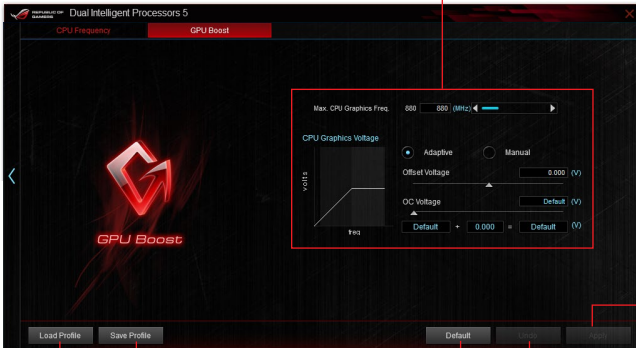 REPUBLIC OF GAMERS Dual Intelligent Processors 5
CPU Frequency GPU Boost
Max. CPU Graphics Freq. 880 880 (MHz)
CPU Graphics Voltage
Adaptive Manual
Offset Voltage 0.000 (V)
volts
OC Voltage Default (V)
Default + 0.000 = Default (V)
freq
GPU Boost
Load Profile Save Profile Default Undo Apply